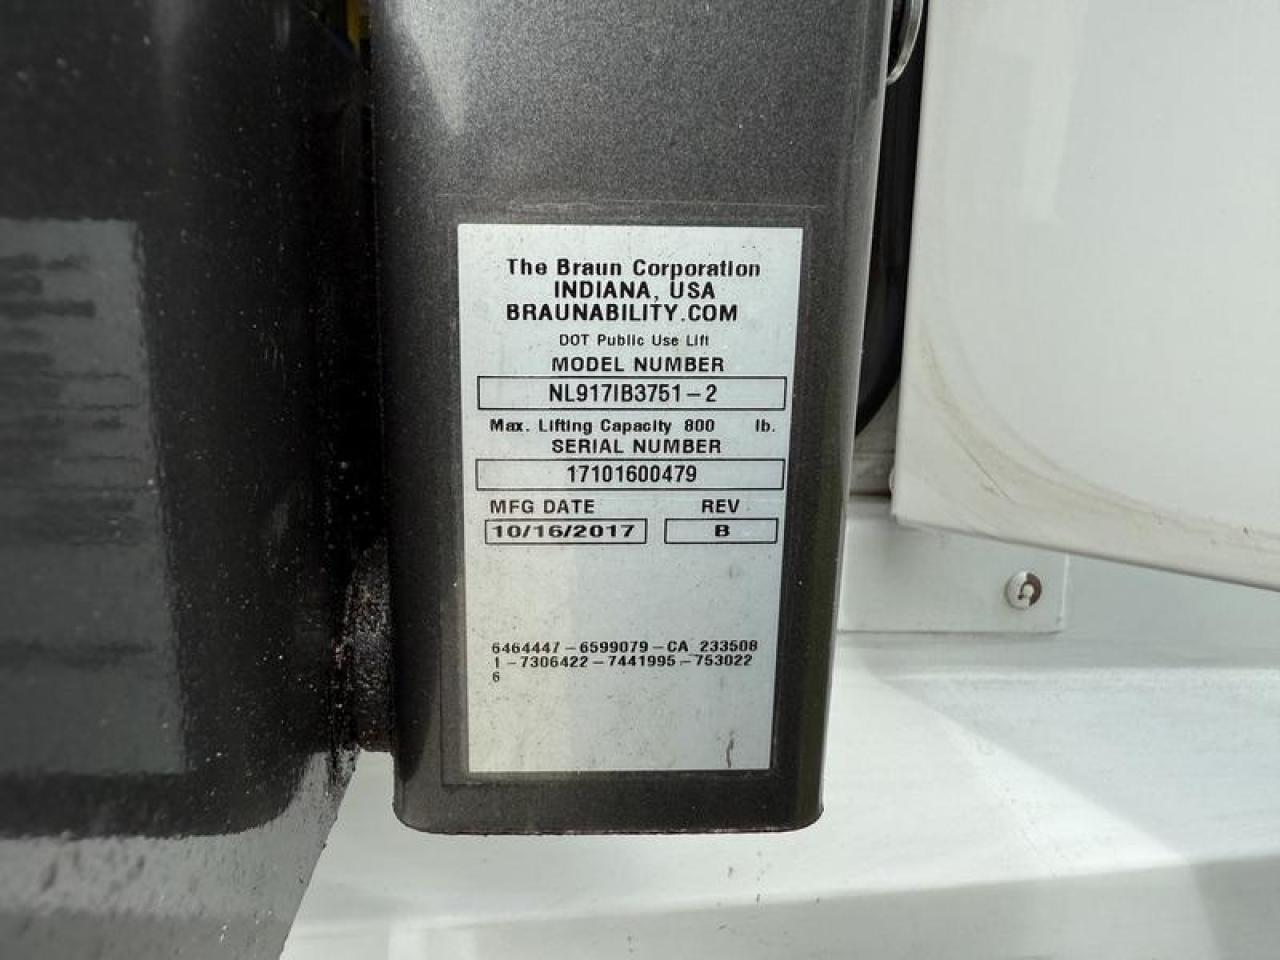 The Braun Corporation
INDIANA, USA
BRAUNABILITY.COM
DOT Public Use Lift
MODEL NUMBER
NL917IB3751-2
Max. Lifting Capacity 800 lb.
SERIAL NUMBER
17101600479
MFG DATE REV
10/16/2017 B
6464447-6599079-CA 233508
1-7306422-7441995-753022
6